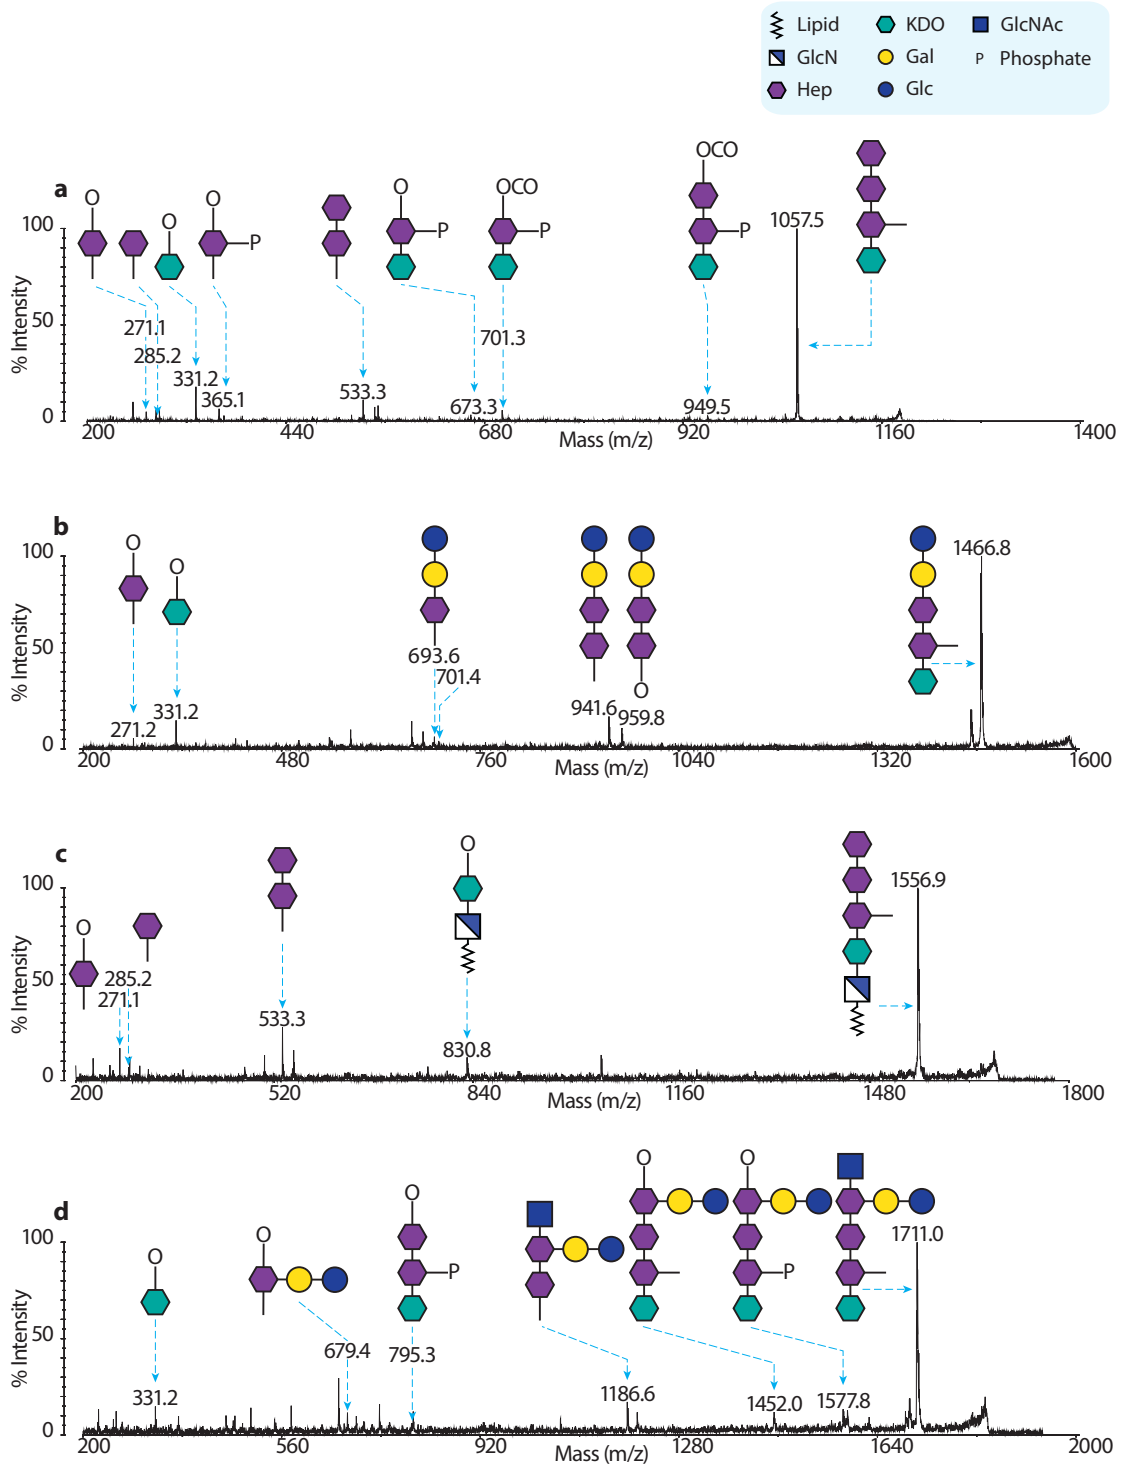 Lipid KDO GlcNAc
GlcN Gal P Phosphate
Hep Glc
a
OCO
O O O O OCO
P P P P
100
50
0
% Intensity
1057.5
271.1
285.2
331.2
365.1
533.3
673.3
701.3
949.5
200 440 680 920 1160 1400
Mass (m/z)
b
O O
100
50
0
% Intensity
1466.8
693.6
701.4
O
271.2
331.2
941.6
959.8
200 480 760 1040 1320 1600
Mass (m/z)
c
O
100
50
0
% Intensity
1556.9
O
285.2
271.1
533.3
830.8
200 520 840 1160 1480 1800
Mass (m/z)
d
O O
O
O O
P P
100
50
0
% Intensity
1711.0
679.4
795.3
331.2
1186.6
1452.0
1577.8
200 560 920 1280 1640 2000
Mass (m/z)